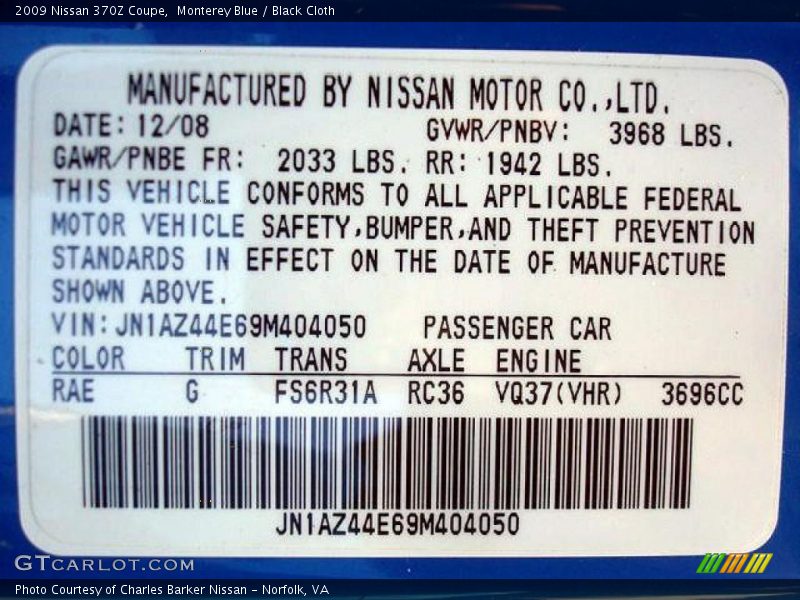 2009 Nissan 370Z Coupe,  Monterey Blue / Black Cloth
MANUFACTURED BY NISSAN MOTOR CO.,LTD.
DATE: 12/08 GVWR/PNBV: 3968 LBS.
GAWR/PNBE FR: 2033 LBS. RR: 1942 LBS.
THIS VEHICLE CONFORMS TO ALL APPLICABLE FEDERAL
MOTOR VEHICLE SAFETY,BUMPER,AND THEFT PREVENTION
STANDARDS IN EFFECT ON THE DATE OF MANUFACTURE
SHOWN ABOVE.
VIN: JN1AZ44E69M404050 PASSENGER CAR
COLOR TRIM TRANS AXLE ENGINE
RAE G FS6R31A RC36 VQ37(VHR) 3696CC
JN1AZ44E69M404050
GTCARLOT.COM
Photo Courtesy of Charles Barker Nissan - Norfolk, VA